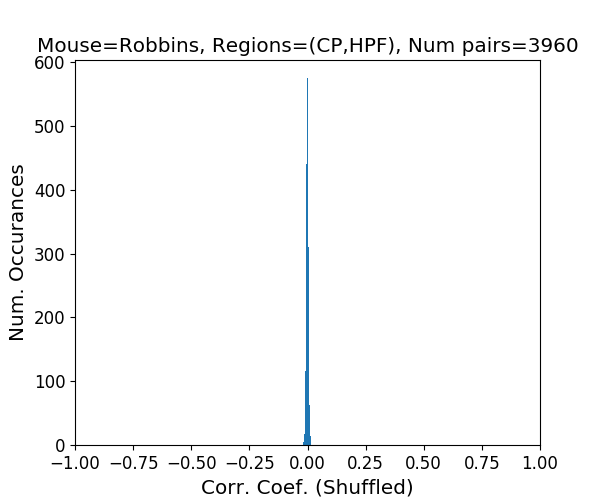 Mouse=Robbins, Regions=(CP,HPF), Num pairs=3960
600
500
400
300
200
100
0
Num. Occurances
−1.00 −0.75 −0.50 −0.25 0.00 0.25 0.50 0.75 1.00
Corr. Coef. (Shuffled)